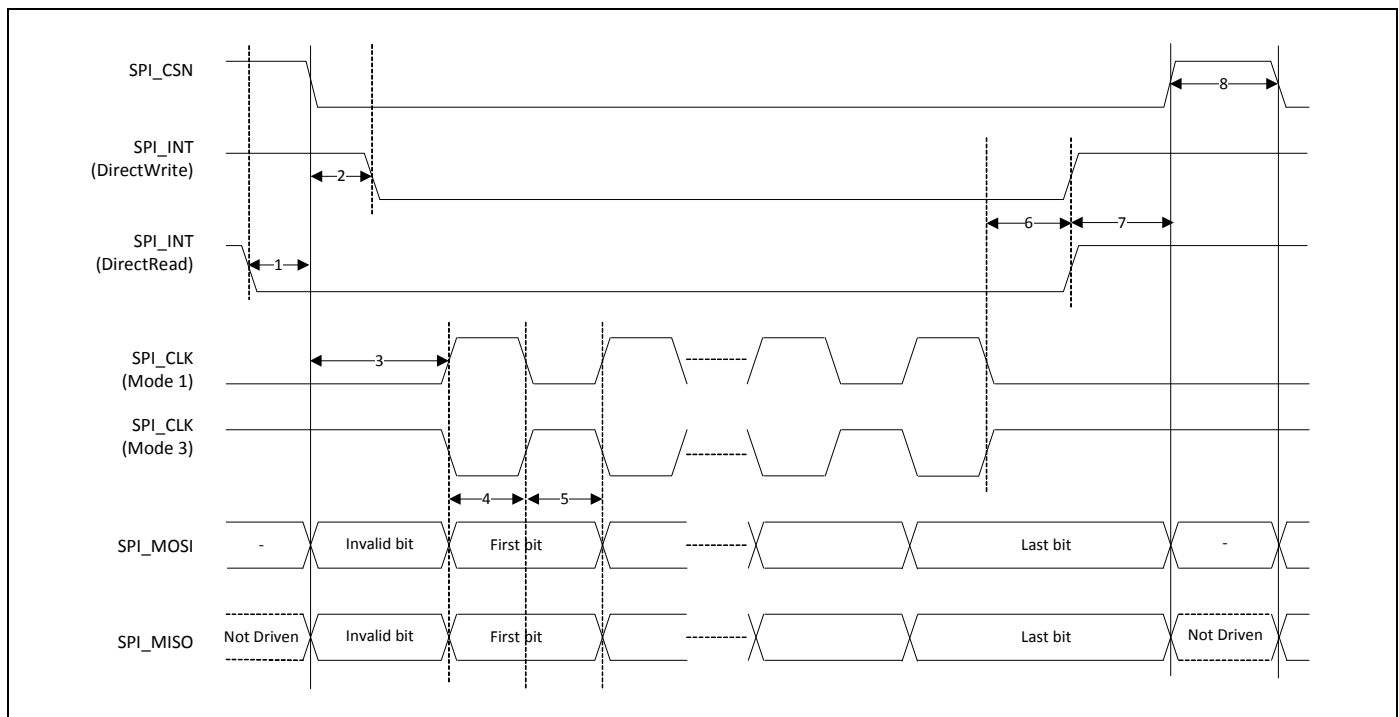 SPI_CSN
8
SPI_INT
(DirectWrite)
2
6
7
SPI_INT
(DirectRead)
1
SPI_CLK
(Mode 1)
3
SPI_CLK
(Mode 3)
4
5
SPI_MOSI
-
Invalid bit
First bit
Last bit
-
SPI_MISO
Not Driven
Invalid bit
First bit
Last bit
Not Driven